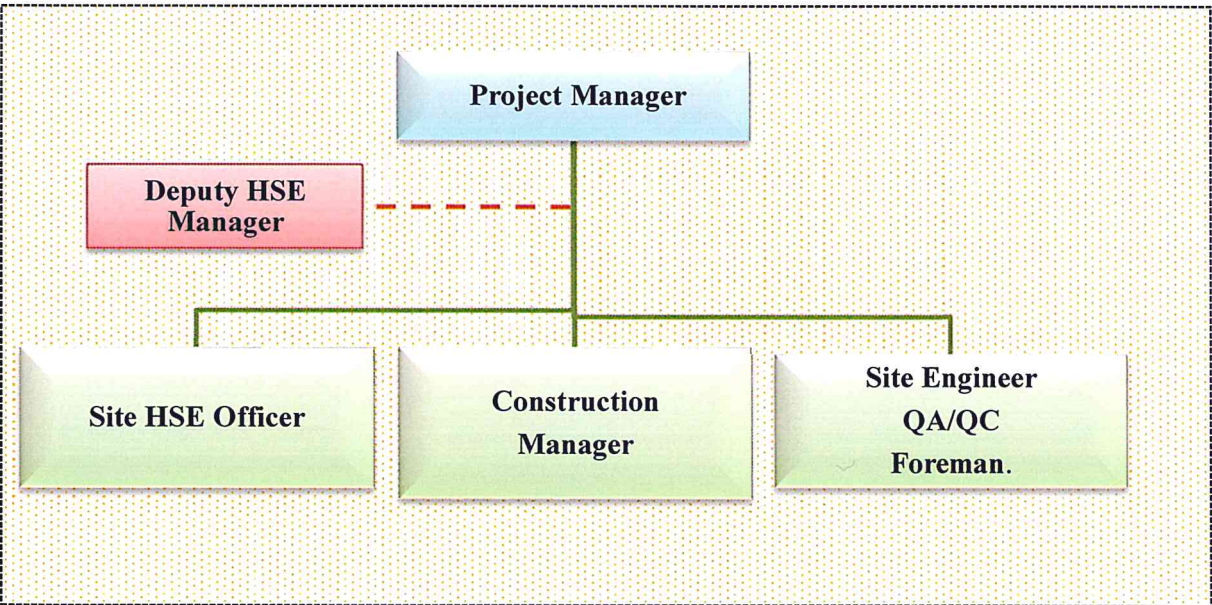 Project Manager
Deputy HSE
Manager
Site HSE Officer
Construction
Manager
Site Engineer
QA/QC
Foreman.